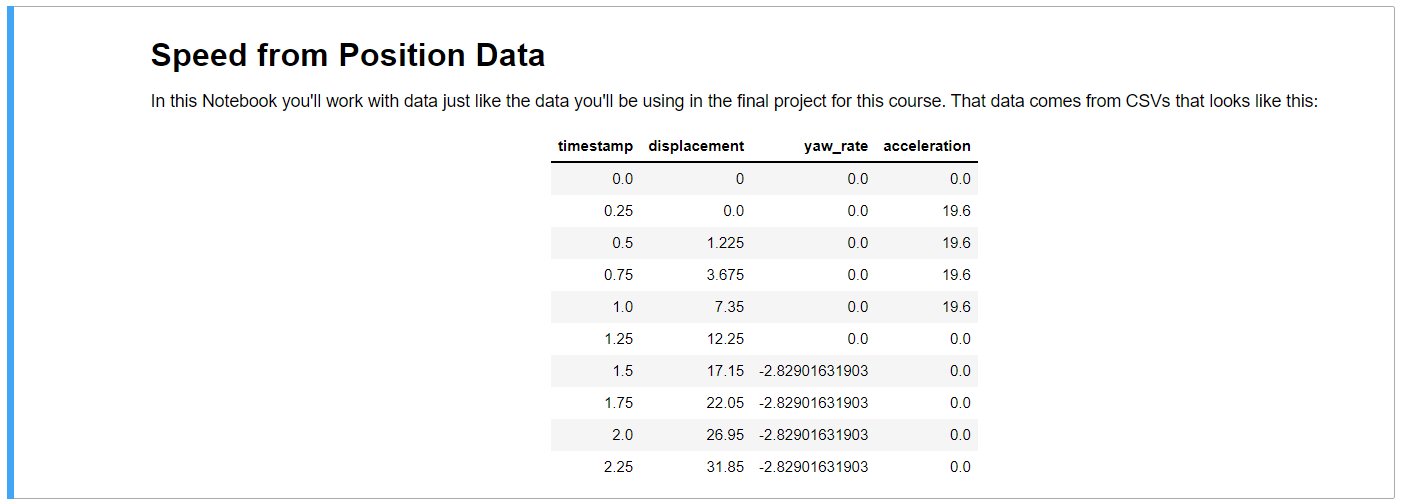 Speed from Position Data
In this Notebook you'll work with data just like the data you'll be using in the final project for this course. That data comes from CSVs that looks like this:
timestamp displacement yaw_rate acceleration
0.0 0 0.0 0.0
0.25 0.0 0.0 19.6
0.5 1.225 0.0 19.6
0.75 3.675 0.0 19.6
1.0 7.35 0.0 19.6
1.25 12.25 0.0 0.0
1.5 17.15 -2.82901631903 0.0
1.75 22.05 -2.82901631903 0.0
2.0 26.95 -2.82901631903 0.0
2.25 31.85 -2.82901631903 0.0